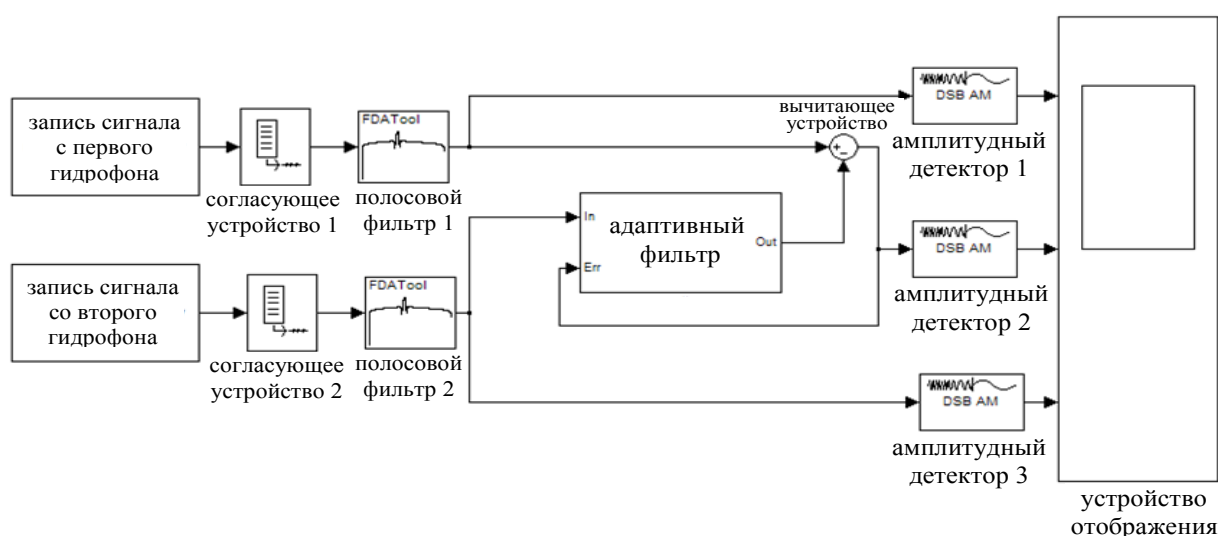 запись сигнала
с первого
гидрофона
согласующее
устройство 1
FDATool
полосовой
фильтр 1
вычитающее
устройство
+
-
DSB AM
амплитудный
детектор 1
In
адаптивный
фильтр
Out
Err
DSB AM
амплитудный
детектор 2
запись сигнала
со второго
гидрофона
согласующее
устройство 2
FDATool
полосовой
фильтр 2
DSB AM
амплитудный
детектор 3
устройство
отображения